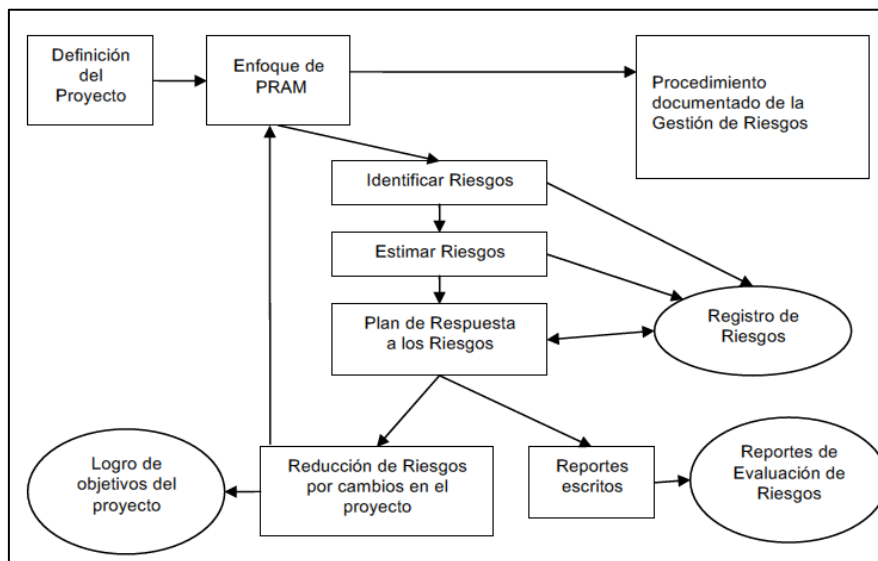 Definición
del
Proyecto
Enfoque de
PRAM
Procedimiento
documentado de la
Gestión de Riesgos
Identificar Riesgos
Estimar Riesgos
Plan de Respuesta
a los Riesgos
Registro de
Riesgos
Logro de
objetivos del
proyecto
Reducción de Riesgos
por cambios en el
proyecto
Reportes
escritos
Reportes de
Evaluación de
Riesgos